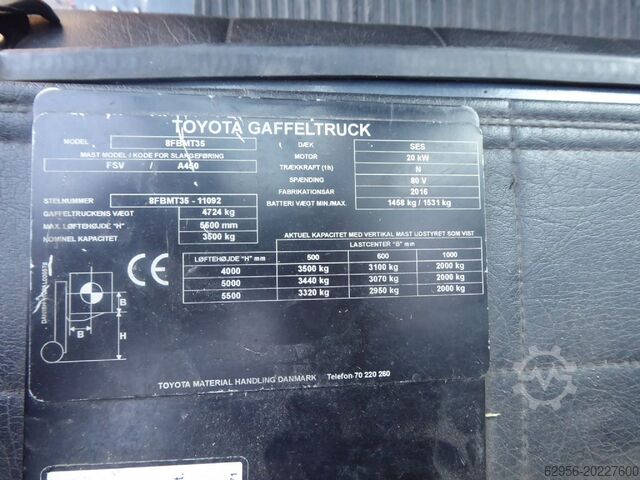 TOYOTA GAFFELTRUCK
MODEL 8FBMT35 DÆK SES
MAST MODEL / KODE FOR SLANGEFØRING MOTOR 20 kW
FSV / A450 TRÆKKRAFT (1h) N
SPÆNDING 80 V
STELNUMMER 8FBMT35 - 11092 FABRIKATIONSAR 2016
GAFFELTRUCKENS VÆGT 4724 kg BATTERI VÆGT MIN./MAX. 1458 kg / 1531 kg
MAX. LØFTEHØJDE "H" 5500 mm
NOMINEL KAPACITET 3500 kg AKTUEL KAPACITET MED VERTIKAL MAST UDSTYRET SOM VIST
LASTCENTER "B" mm
LØFTEHØJDE "H" mm 500 600 1000
4000 3500 kg 3100 kg 2000 kg
5000 3440 kg 3070 kg 2000 kg
5500 3320 kg 2950 kg 2000 kg
CE
B
B
H
TOYOTA MATERIAL HANDLING DANMARK Telefon 70 220 260
62956-20227600